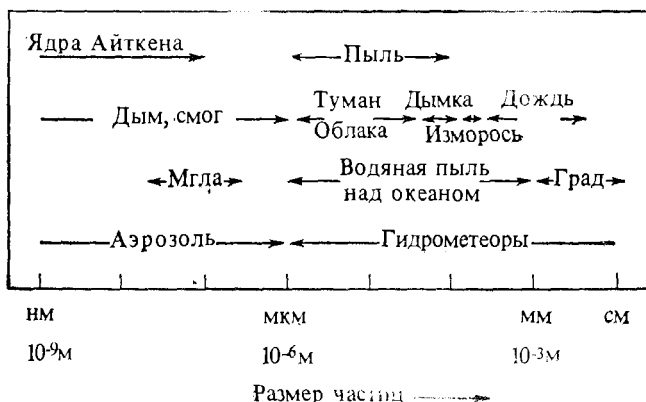 Ядра Айткена Пыль
Туман Дымка Дождь
Дым, смог
Облака Изморось
Мгла Водяная пыль Град
над океаном
Аэрозоль Гидрометеоры
нм мкм мм см
10-9м 10-6м 10-3м
Размер частиц